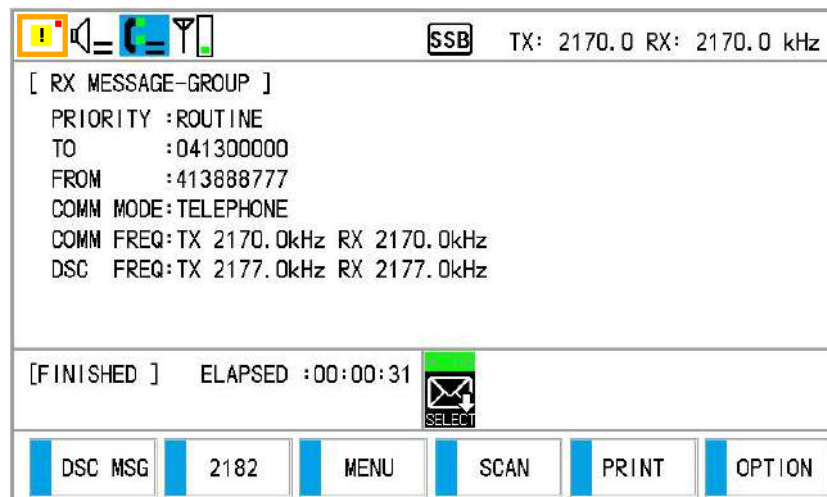 !
SSB TX: 2170.0 RX: 2170.0 kHz
[ RX MESSAGE-GROUP ]
PRIORITY :ROUTINE
TO :041300000
FROM :413888777
COMM MODE:TELEPHONE
COMM FREQ:TX 2170.0kHz RX 2170.0kHz
DSC FREQ:TX 2177.0kHz RX 2177.0kHz
[FINISHED ] ELAPSED :00:00:31
SELECT
DSC MSG 2182 MENU SCAN PRINT OPTION